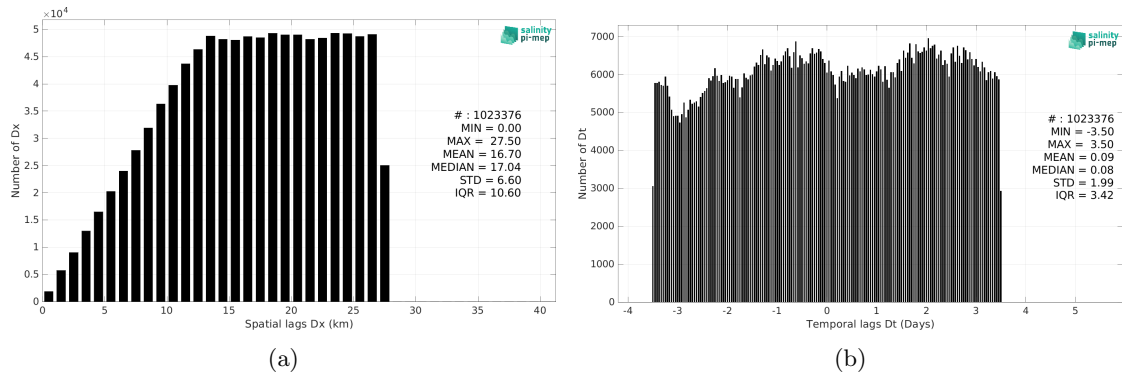 ×10⁴
5
4.5
4
3.5
3
2.5
2
1.5
1
0.5
0
Number of Dx
0 5 10 15 20 25 30 35 40
Spatial lags Dx (km)
salinity
pi-mep
# : 1023376
MIN = 0.00
MAX = 27.50
MEAN = 16.70
MEDIAN = 17.04
STD = 6.60
IQR = 10.60
(a)
7000
6000
5000
4000
3000
2000
1000
0
Number of Dt
-4 -3 -2 -1 0 1 2 3 4 5
Temporal lags Dt (Days)
salinity
pi-mep
# : 1023376
MIN = -3.50
MAX = 3.50
MEAN = 0.09
MEDIAN = 0.08
STD = 1.99
IQR = 3.42
(b)